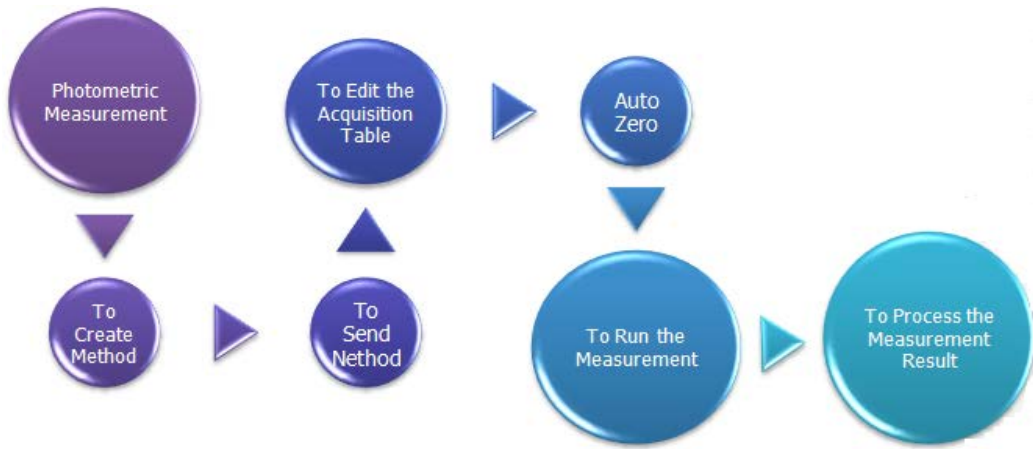 Photometric
Measurement
To
Create
Method
To
Send
Nethod
To Edit the
Acquisition
Table
Auto
Zero
To Run the
Measurement
To Process the
Measurement
Result